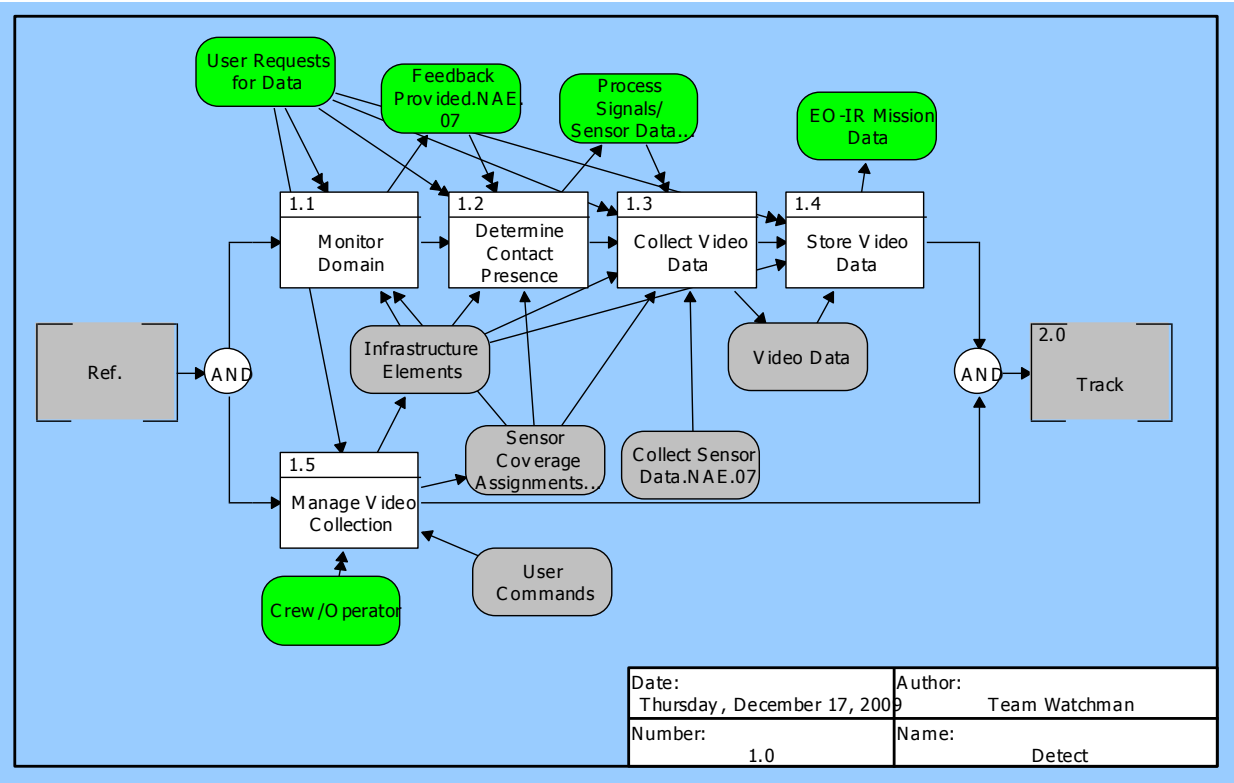 User Requests
for Data
Feedback
Provided.NAE.
07
Process
Signals/
Sensor Data...
EO-IR Mission
Data
1.1
Monitor
Domain
1.2
Determine
Contact
Presence
1.3
Collect Video
Data
1.4
Store Video
Data
Ref.
AND
Infrastructure
Elements
Video Data
AND
2.0
Track
1.5
Manage Video
Collection
Sensor
Coverage
Assignments...
Collect Sensor
Data.NAE.07
User
Commands
Crew/Operator
Date:
Thursday, December 17, 2009
Author:
Team Watchman
Number:
1.0
Name:
Detect